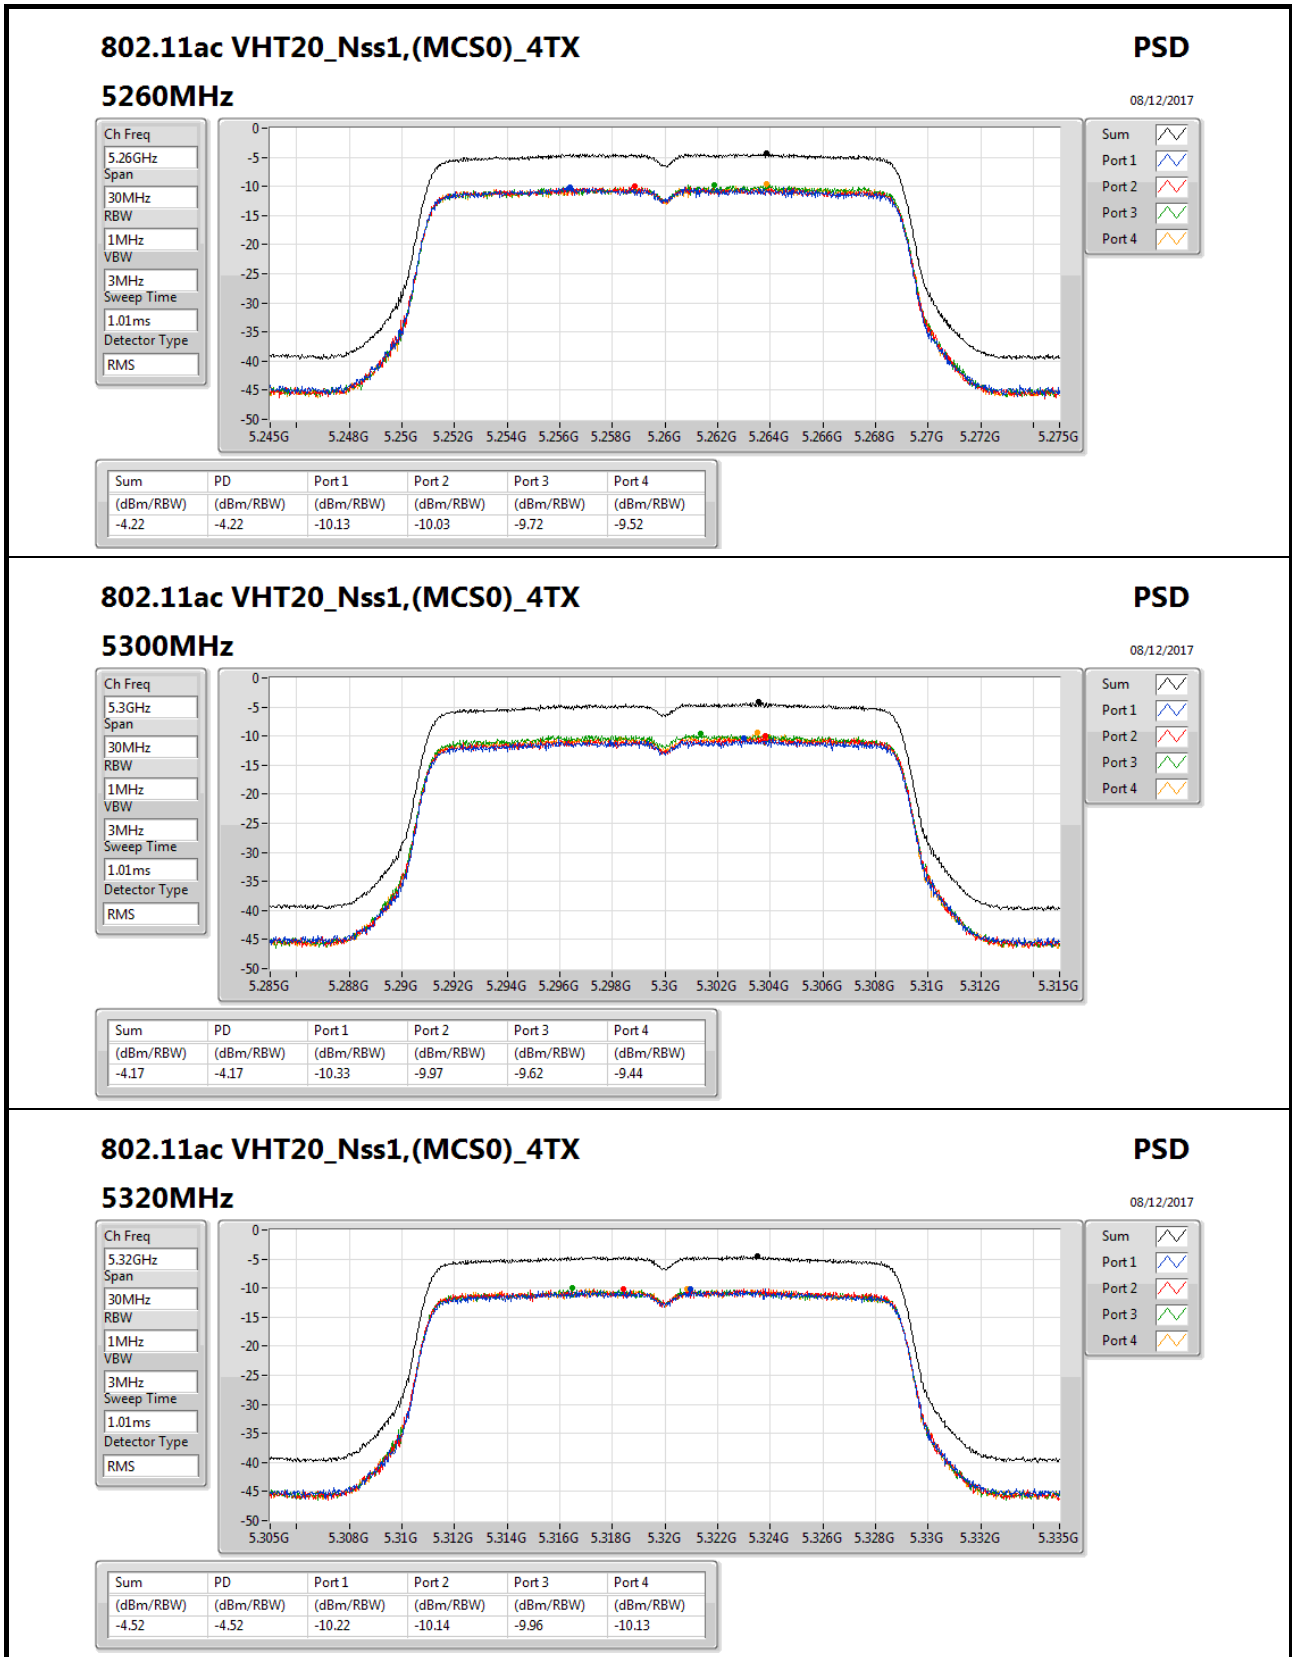 802.11ac VHT20_Nss1,(MCS0)_4TX PSD
5260MHz 08/12/2017
Ch Freq
5.26GHz
Span
30MHz
RBW
1MHz
VBW
3MHz
Sweep Time
1.01ms
Detector Type
RMS
0
-5
-10
-15
-20
-25
-30
-35
-40
-45
-50
5.245G 5.248G 5.25G 5.252G 5.254G 5.256G 5.258G 5.26G 5.262G 5.264G 5.266G 5.268G 5.27G 5.272G 5.275G
Sum
Port 1
Port 2
Port 3
Port 4
Sum PD Port 1 Port 2 Port 3 Port 4
(dBm/RBW) (dBm/RBW) (dBm/RBW) (dBm/RBW) (dBm/RBW) (dBm/RBW)
-4.22 -4.22 -10.13 -10.03 -9.72 -9.52
802.11ac VHT20_Nss1,(MCS0)_4TX PSD
5300MHz 08/12/2017
Ch Freq
5.3GHz
Span
30MHz
RBW
1MHz
VBW
3MHz
Sweep Time
1.01ms
Detector Type
RMS
0
-5
-10
-15
-20
-25
-30
-35
-40
-45
-50
5.285G 5.288G 5.29G 5.292G 5.294G 5.296G 5.298G 5.3G 5.302G 5.304G 5.306G 5.308G 5.31G 5.312G 5.315G
Sum
Port 1
Port 2
Port 3
Port 4
Sum PD Port 1 Port 2 Port 3 Port 4
(dBm/RBW) (dBm/RBW) (dBm/RBW) (dBm/RBW) (dBm/RBW) (dBm/RBW)
-4.17 -4.17 -10.33 -9.97 -9.62 -9.44
802.11ac VHT20_Nss1,(MCS0)_4TX PSD
5320MHz 08/12/2017
Ch Freq
5.32GHz
Span
30MHz
RBW
1MHz
VBW
3MHz
Sweep Time
1.01ms
Detector Type
RMS
0
-5
-10
-15
-20
-25
-30
-35
-40
-45
-50
5.305G 5.308G 5.31G 5.312G 5.314G 5.316G 5.318G 5.32G 5.322G 5.324G 5.326G 5.328G 5.33G 5.332G 5.335G
Sum
Port 1
Port 2
Port 3
Port 4
Sum PD Port 1 Port 2 Port 3 Port 4
(dBm/RBW) (dBm/RBW) (dBm/RBW) (dBm/RBW) (dBm/RBW) (dBm/RBW)
-4.52 -4.52 -10.22 -10.14 -9.96 -10.13